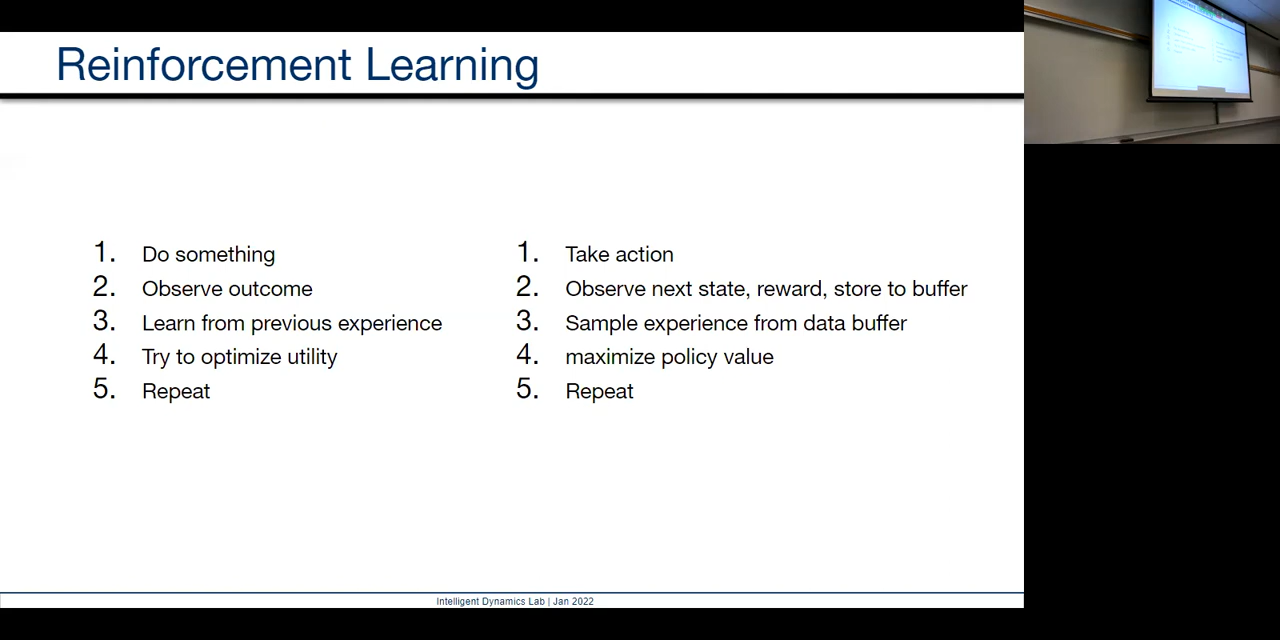 Reinforcement Learning
1. Do something
2. Observe outcome
3. Learn from previous experience
4. Try to optimize utility
5. Repeat
1. Take action
2. Observe next state, reward, store to buffer
3. Sample experience from data buffer
4. maximize policy value
5. Repeat
Intelligent Dynamics Lab | Jan 2022